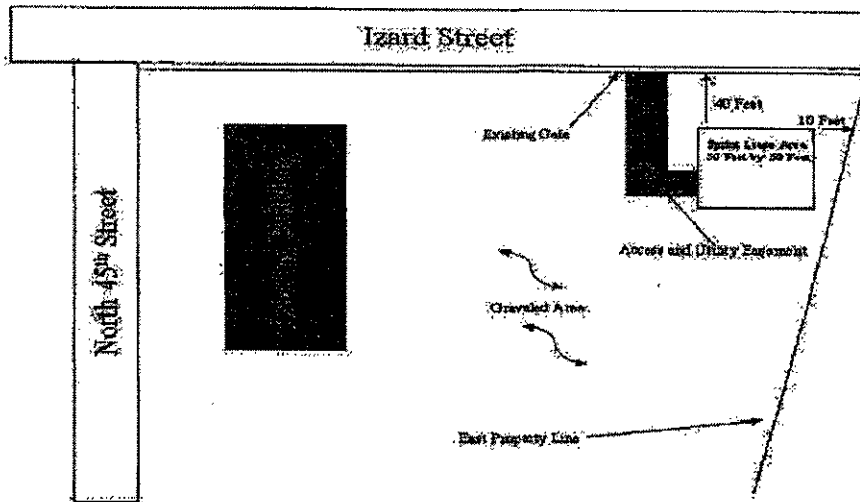 Izard Street
North 45th Street
Existing Gate
40 Feet
10 Feet
Sprint Lease Area
50 Feet by 50 Feet
Access and Utility Easement
Graveled Area
East Property Line